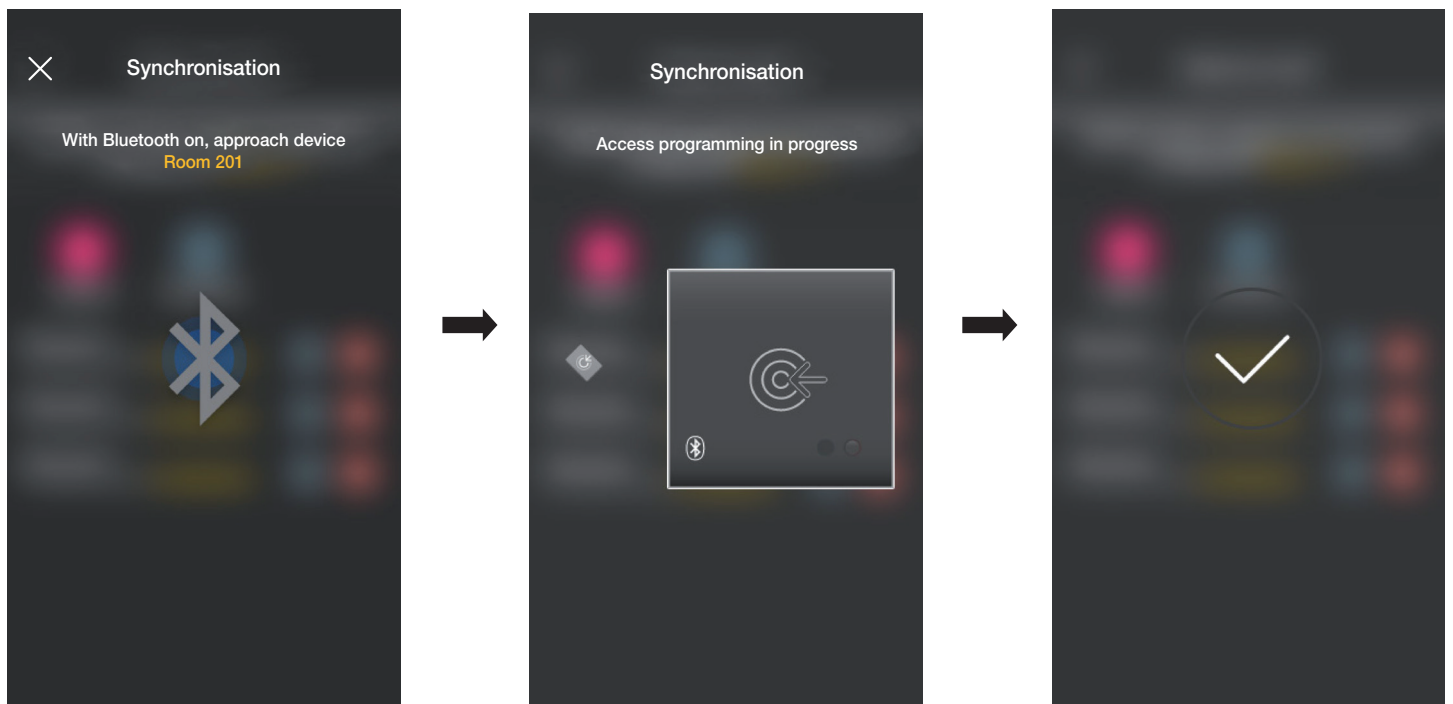 Synchronisation
With Bluetooth on, approach device
Room 201
Synchronisation
Access programming in progress